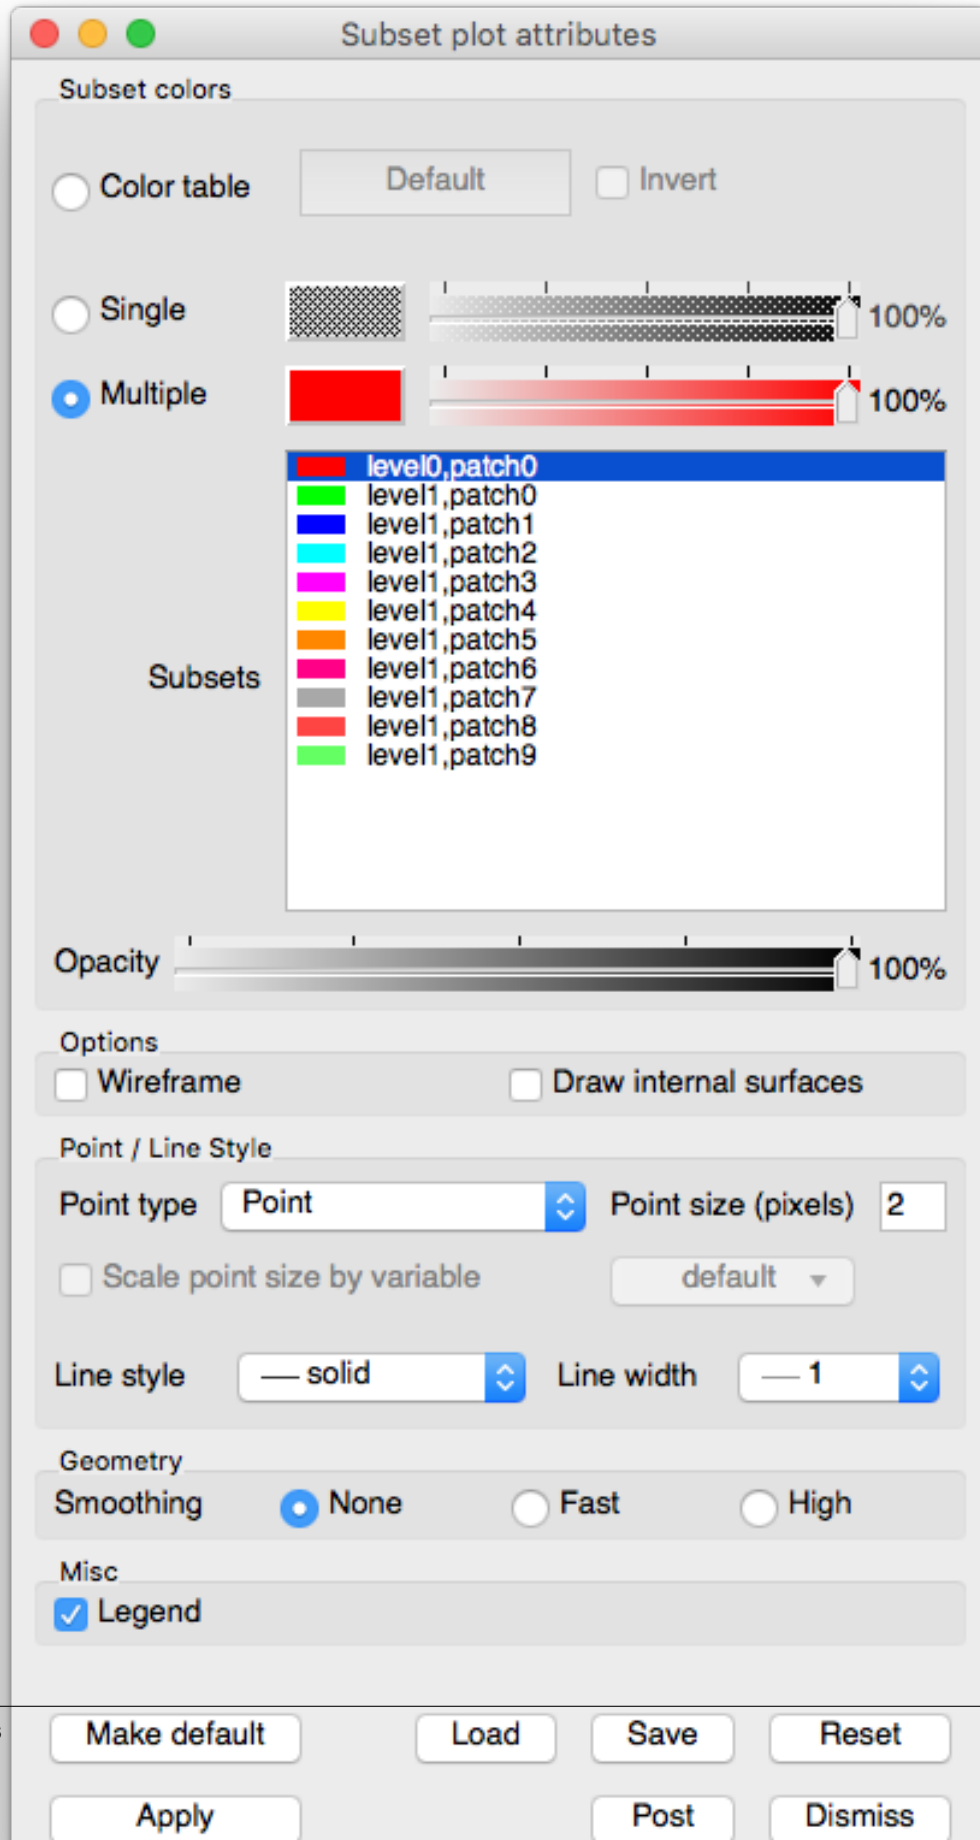 Subset plot attributes
Subset colors
Color table Default Invert
Single 100%
Multiple 100%
level0,patch0
level1,patch0
level1,patch1
level1,patch2
level1,patch3
level1,patch4
level1,patch5
level1,patch6
Subsets
level1,patch7
level1,patch8
level1,patch9
Opacity 100%
Options
Wireframe Draw internal surfaces
Point / Line Style
Point type Point Point size (pixels) 2
Scale point size by variable default
Line style solid Line width 1
Geometry
Smoothing None Fast High
Misc
Legend
s Make default Load Save Reset
Apply Post Dismiss